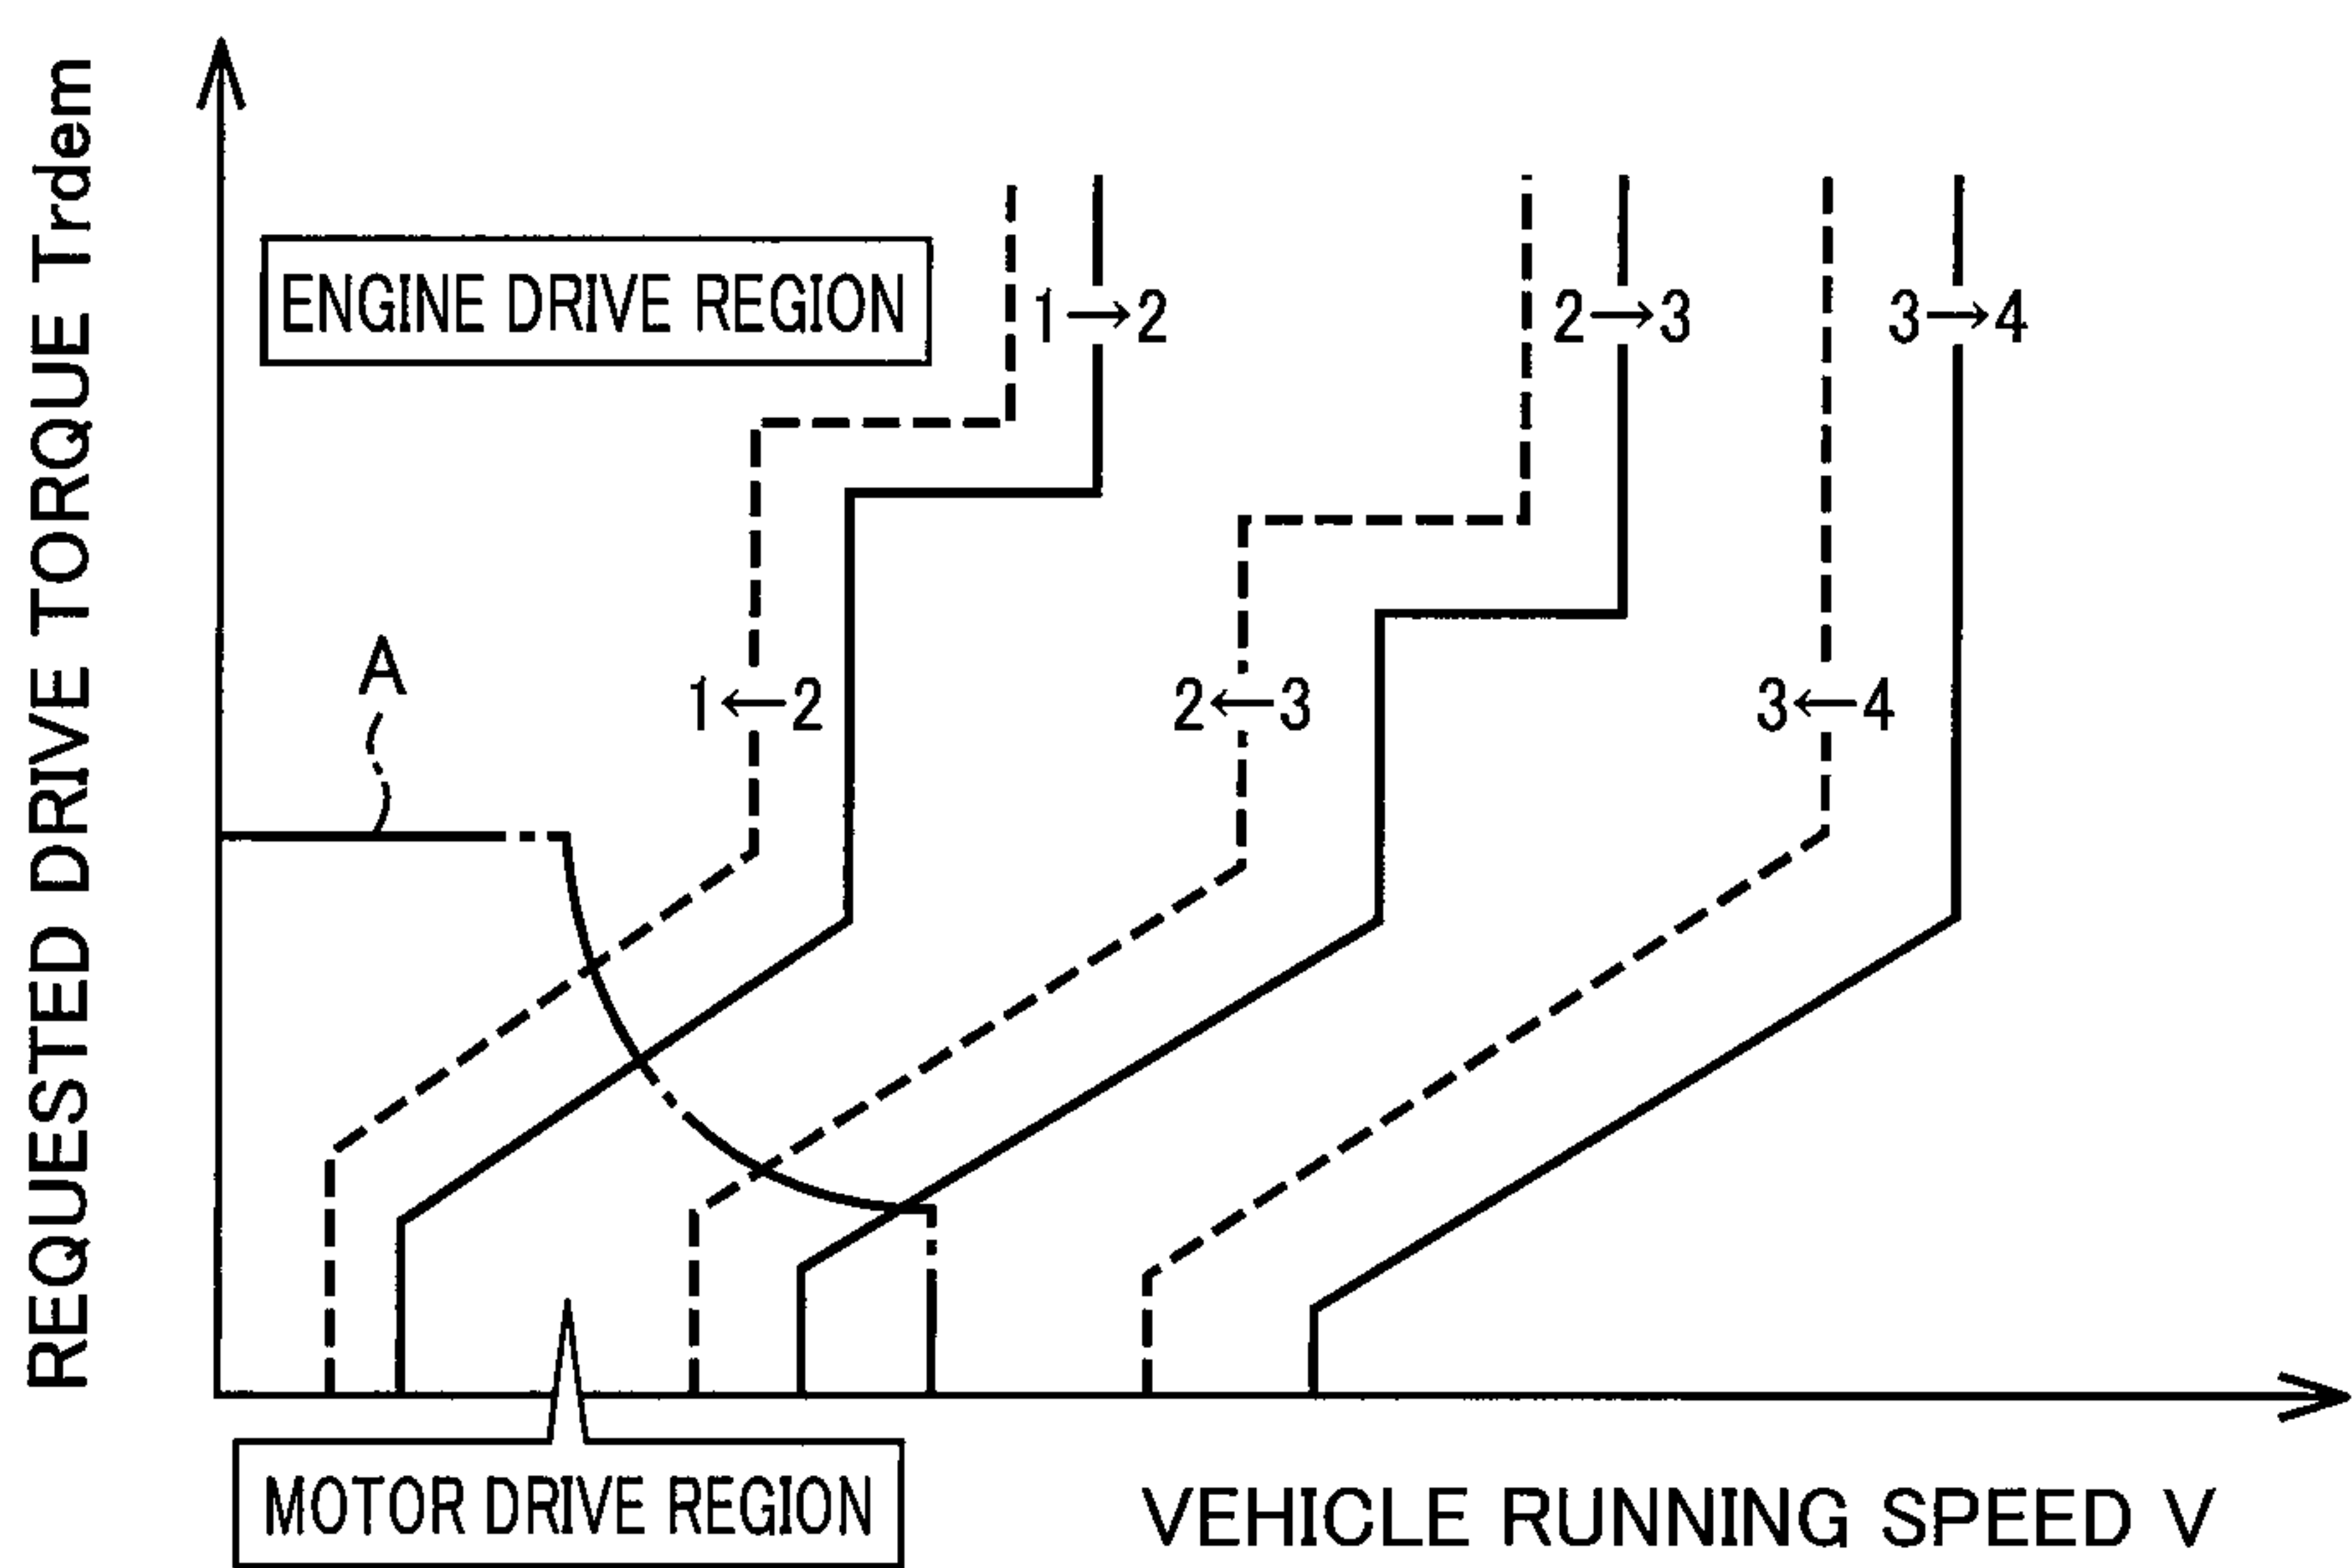 REQUESTED DRIVE TORQUE Trdem
ENGINE DRIVE REGION
1→2
2→3
3→4
A
1←2
2←3
3←4
MOTOR DRIVE REGION
VEHICLE RUNNING SPEED V